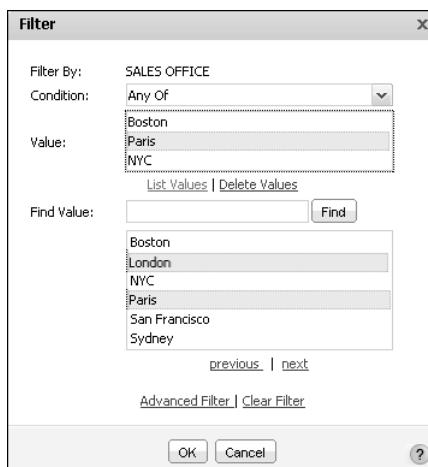 Filter x
Filter By: SALES OFFICE
Condition: Any Of
Boston
Value: Paris
NYC
List Values | Delete Values
Find Value: Find
Boston
London
NYC
Paris
San Francisco
Sydney
previous | next
Advanced Filter | Clear Filter
OK Cancel ?